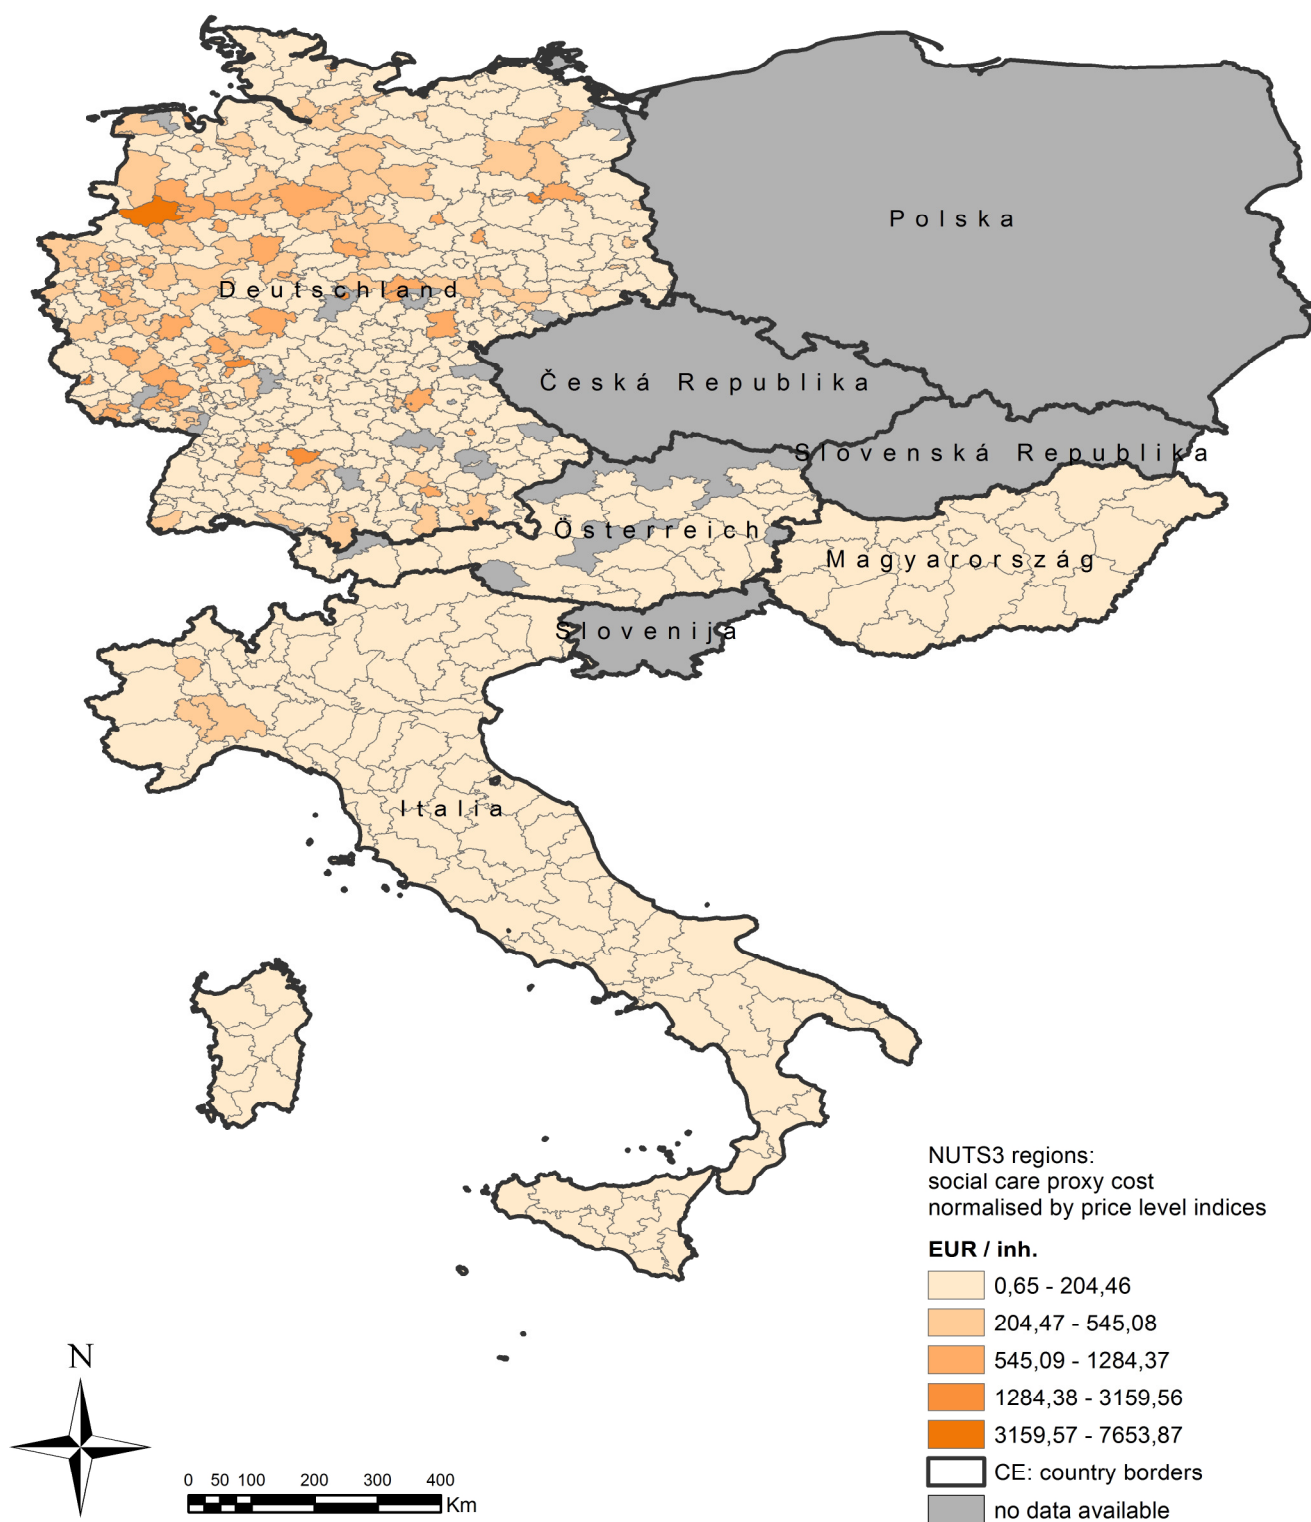 Polska
Deutschland
Česká Republika
Slovenská Republika
Österreich
Magyarország
Slovenija
Italia
NUTS3 regions:
social care proxy cost
normalised by price level indices
EUR / inh.
0,65 - 204,46
204,47 - 545,08
545,09 - 1284,37
1284,38 - 3159,56
3159,57 - 7653,87
CE: country borders
no data available
N
0 50 100 200 300 400
Km